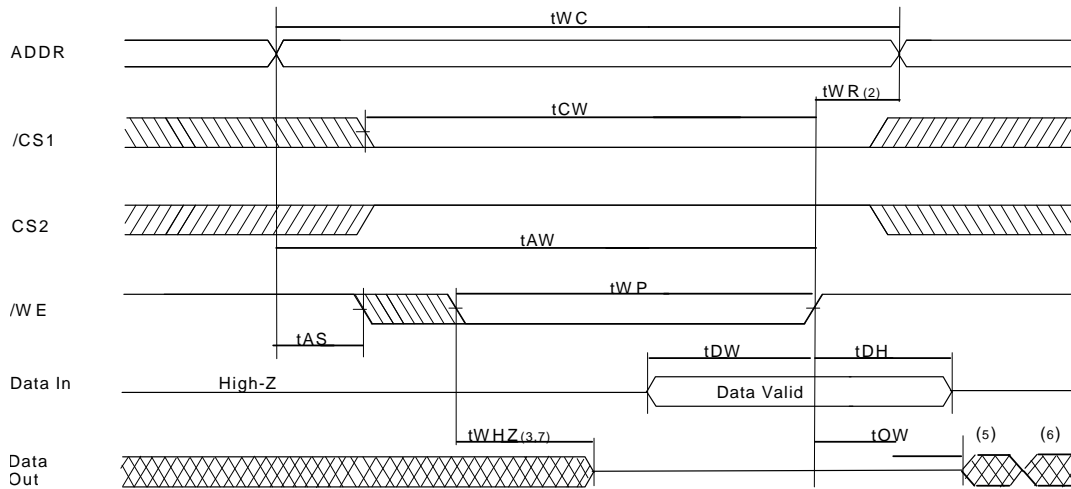 tWC
ADDR
tWR(2)
tCW
/CS1
CS2
tAW
tWP
/WE
tAS
tDW
tDH
Data In
High-Z
Data Valid
tWHZ(3,7)
tOW
(5)
(6)
Data
Out